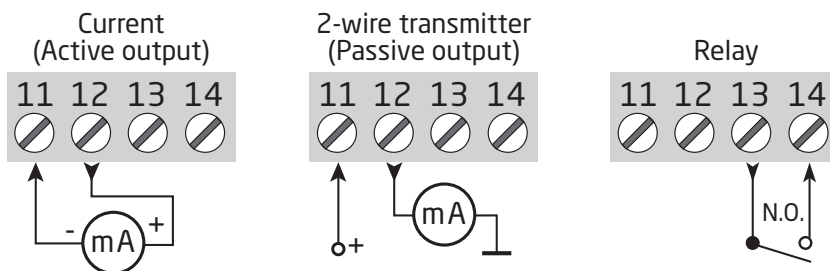 Current
(Active output)
11 12 13 14
- mA +
2-wire transmitter
(Passive output)
11 12 13 14
mA
+
Relay
11 12 13 14
N.O.